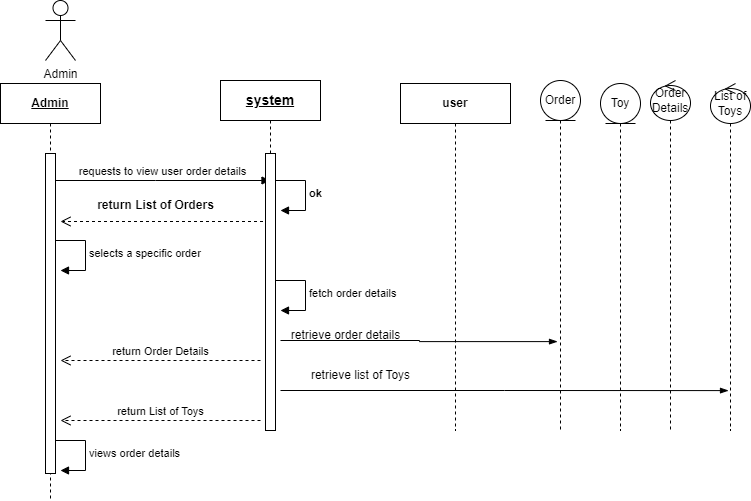 Admin
Admin
system
user
Order
Toy
Order
Details
List of
Toys
requests to view user order details
ok
return List of Orders
selects a specific order
fetch order details
retrieve order details
return Order Details
retrieve list of Toys
return List of Toys
views order details